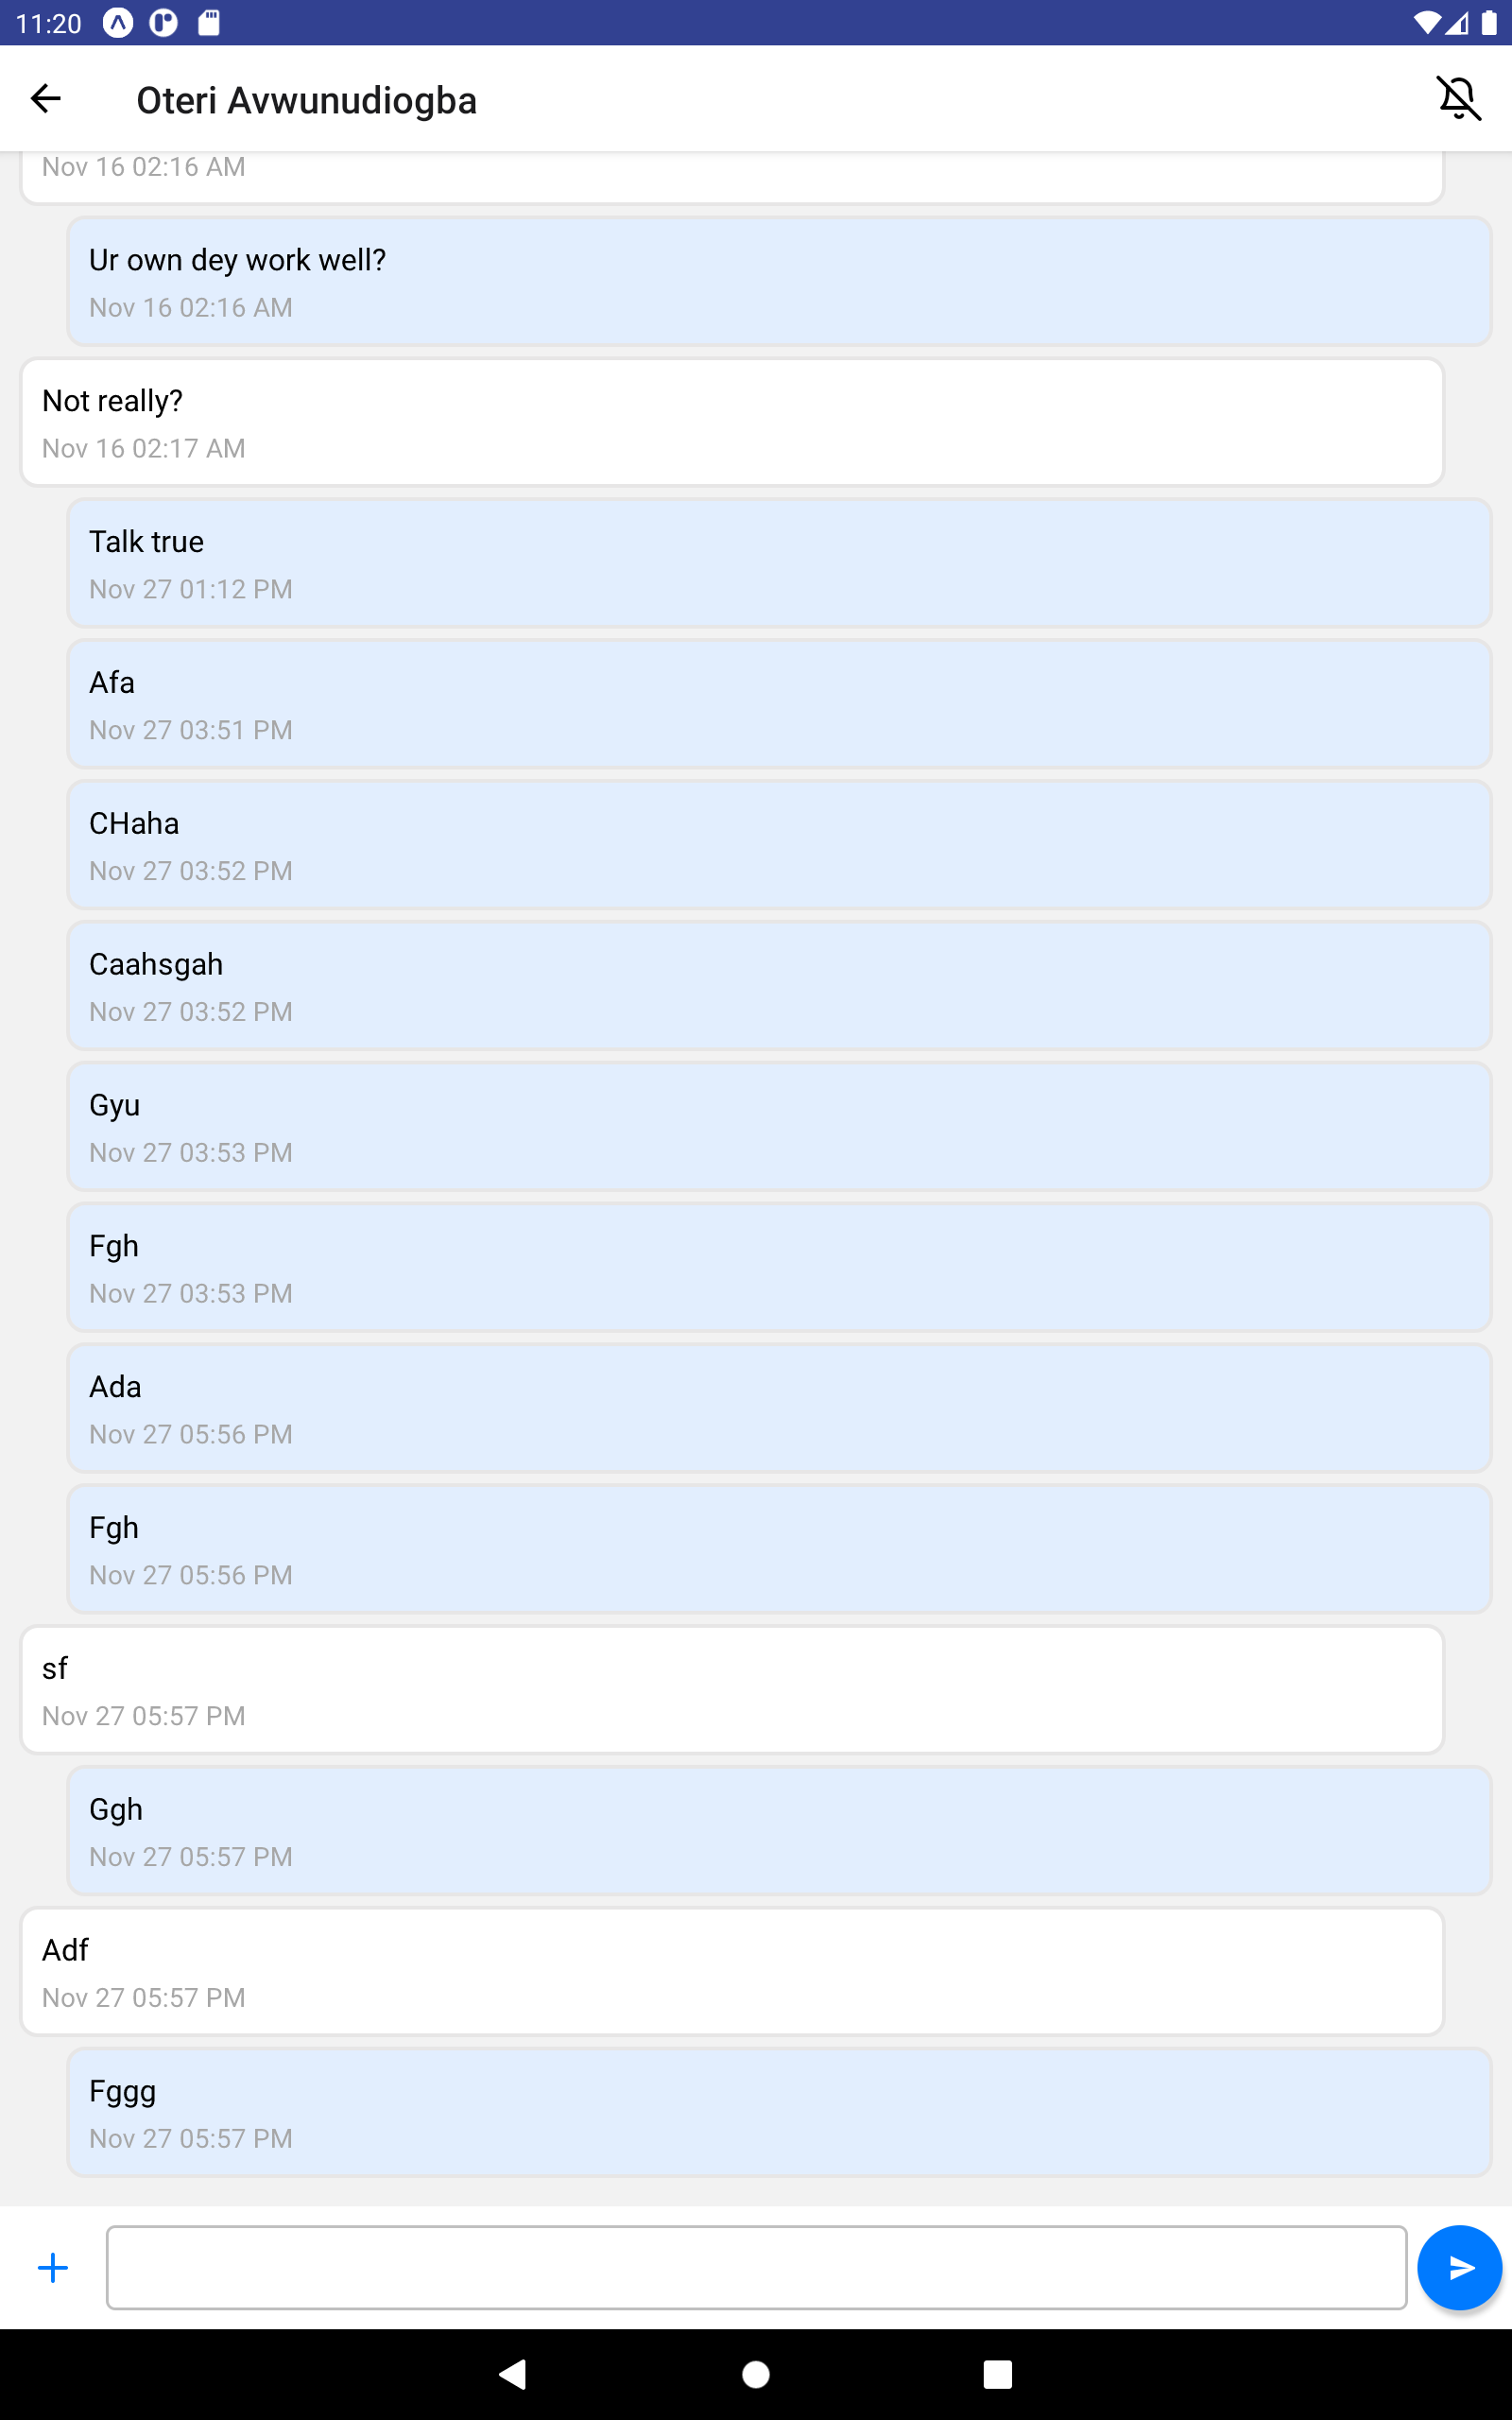 11:20
Oteri Avwunudiogba
Nov 16 02:16 AM
Ur own dey work well?
Nov 16 02:16 AM
Not really?
Nov 16 02:17 AM
Talk true
Nov 27 01:12 PM
Afa
Nov 27 03:51 PM
CHaha
Nov 27 03:52 PM
Caahsgah
Nov 27 03:52 PM
Gyu
Nov 27 03:53 PM
Fgh
Nov 27 03:53 PM
Ada
Nov 27 05:56 PM
Fgh
Nov 27 05:56 PM
sf
Nov 27 05:57 PM
Ggh
Nov 27 05:57 PM
Adf
Nov 27 05:57 PM
Fggg
Nov 27 05:57 PM